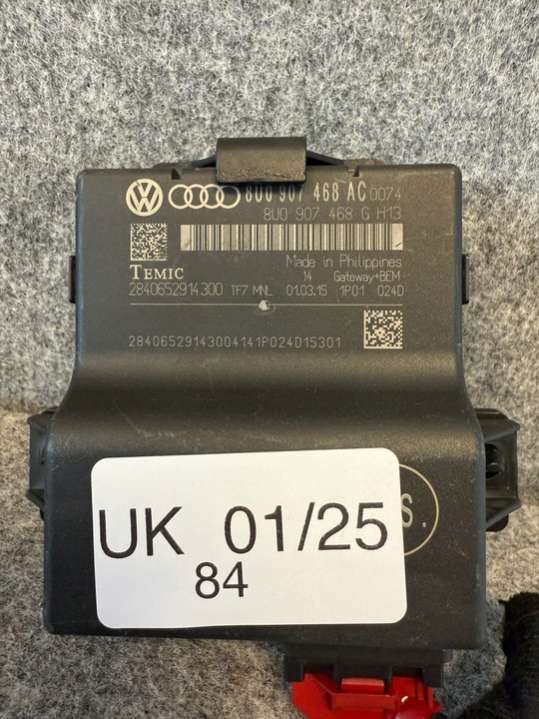 8U0 907 468 AC 0074
8U0 907 468 G H13
TEMIC
Made in Philippines
14 Gateway+BEM
2840652914300 TF7 MNL 01.03.15 1P01 024D
28406529143004141P024D15301
S.
UK 01/25
84